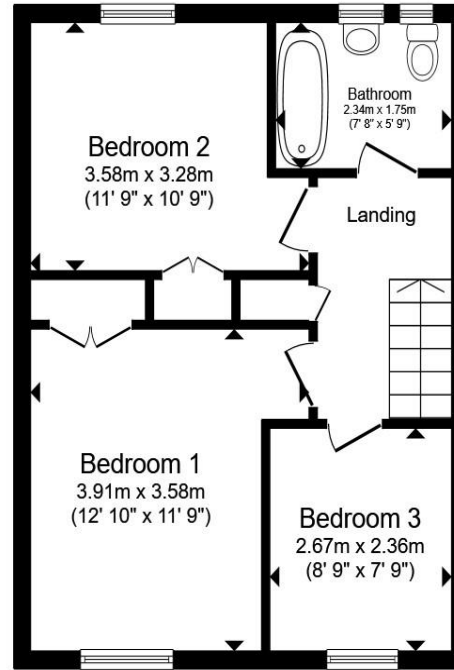 Bedroom 2
3.58m x 3.28m
(11' 9" x 10' 9")
Bathroom
2.34m x 1.75m
(7' 8" x 5' 9")
Landing
Bedroom 1
3.91m x 3.58m
(12' 10" x 11' 9")
Bedroom 3
2.67m x 2.36m
(8' 9" x 7' 9")